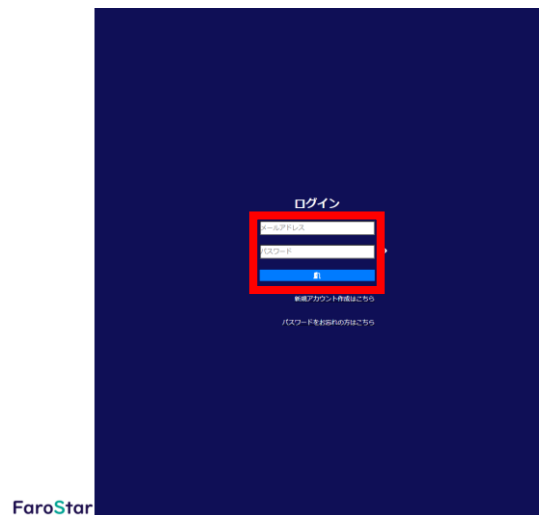 ログイン
メールアドレス
パスワード
新規アカウント作成はこちら
パスワードをお忘れの方はこちら
FaroStar